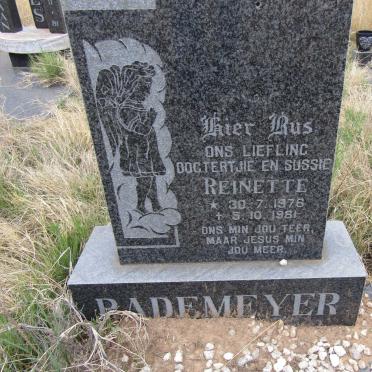 Hier Rus
ONS LIEFLING
DOGTERTJIE EN SUSSIE
REINETTE
* 30.7.1976
+ 5.10.1981
ONS MIN JOU TEER,
MAAR JESUS MIN
JOU MEER.
RADEMEYER